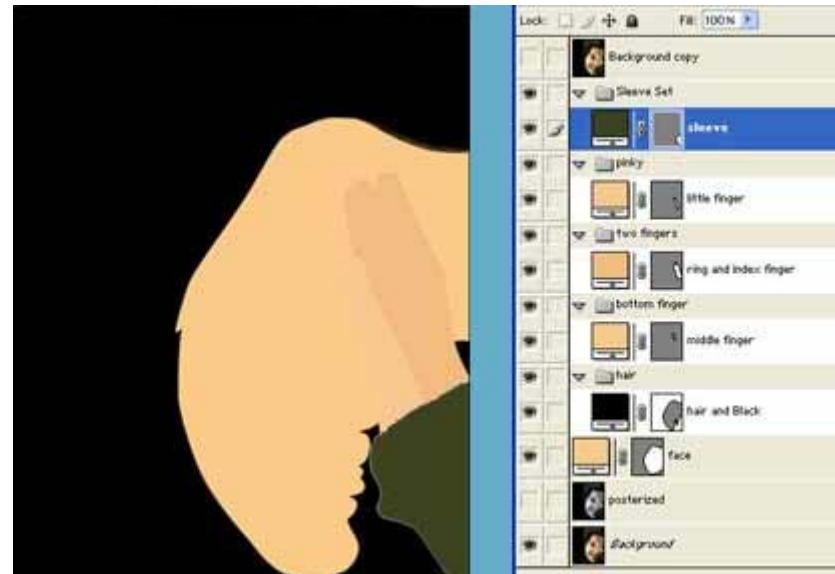 Lock: Fill: 100%
Background copy
Sleeve Set
sleeve
pinky
little finger
two fingers
ring and index finger
bottom finger
middle finger
hair
hair and Black
face
posterized
Background